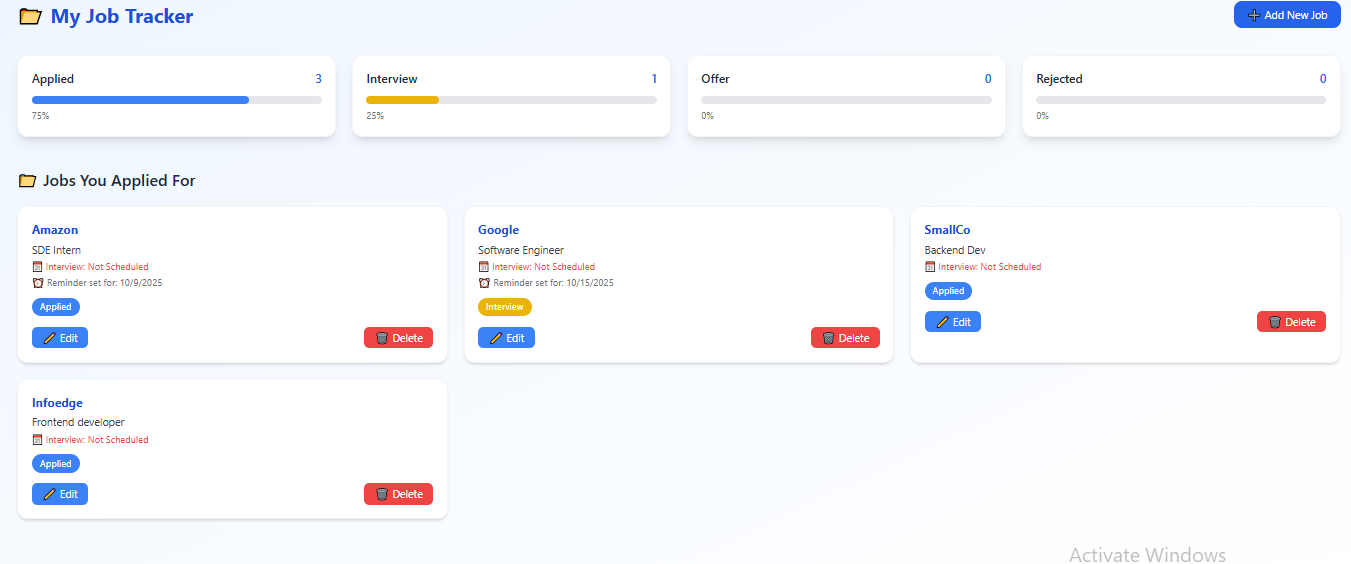 My Job Tracker
Add New Job
Applied 3
75%
Interview 1
25%
Offer 0
0%
Rejected 0
0%
Jobs You Applied For
Amazon
SDE Intern
Interview: Not Scheduled
Reminder set for: 10/9/2025
Applied
Edit
Delete
Google
Software Engineer
Interview: Not Scheduled
Reminder set for: 10/15/2025
Interview
Edit
Delete
SmallCo
Backend Dev
Interview: Not Scheduled
Applied
Edit
Delete
Infoedge
Frontend developer
Interview: Not Scheduled
Applied
Edit
Delete
Activate Windows